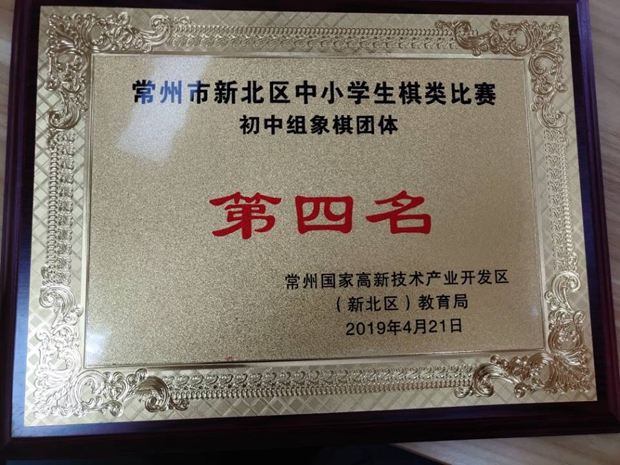 常州市新北区中小学生棋类比赛
初中组象棋团体
第四名
常州国家高新技术产业开发区
（新北区）教育局
2019年4月21日